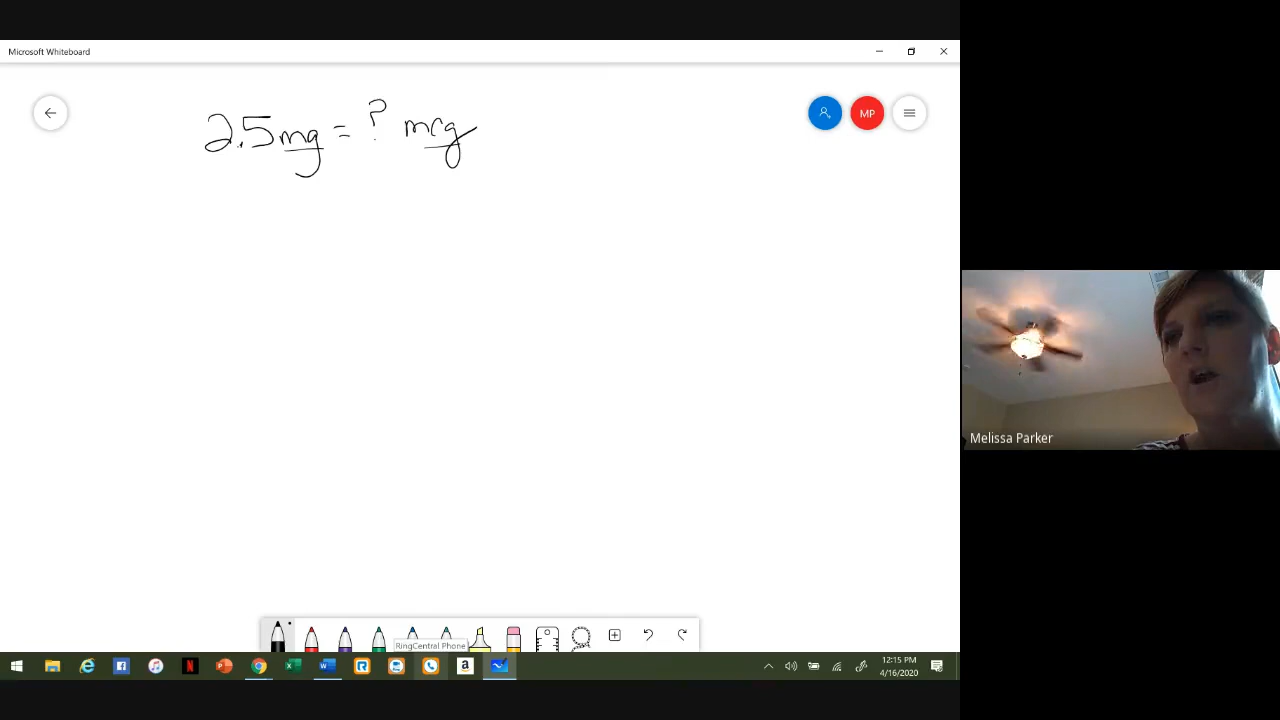 Microsoft Whiteboard
2.5mg = ? mcg
MP
Melissa Parker
RingCentral Phone
12:15 PM
4/16/2020